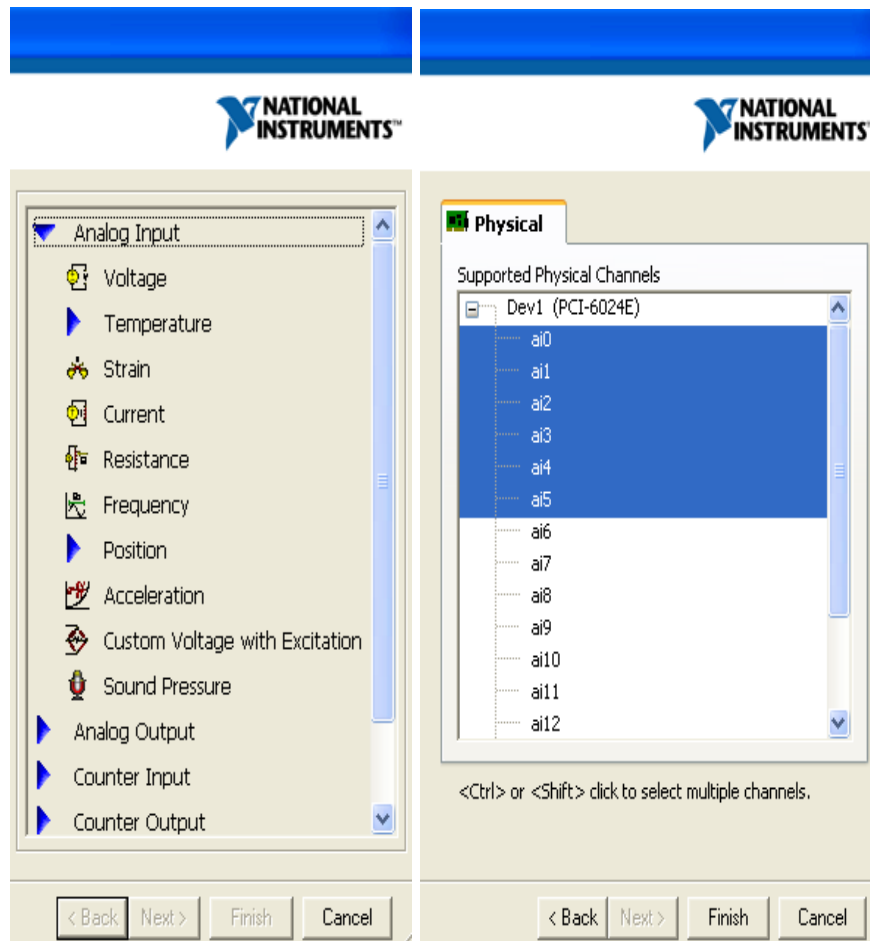 NATIONAL
INSTRUMENTS™
Analog Input
Voltage
Temperature
Strain
Current
Resistance
Frequency
Position
Acceleration
Custom Voltage with Excitation
Sound Pressure
Analog Output
Counter Input
Counter Output
< Back Next > Finish Cancel
NATIONAL
INSTRUMENTS
Physical
Supported Physical Channels
Dev1 (PCI-6024E)
ai0
ai1
ai2
ai3
ai4
ai5
ai6
ai7
ai8
ai9
ai10
ai11
ai12
<Ctrl> or <Shift> click to select multiple channels.
< Back Next > Finish Cancel